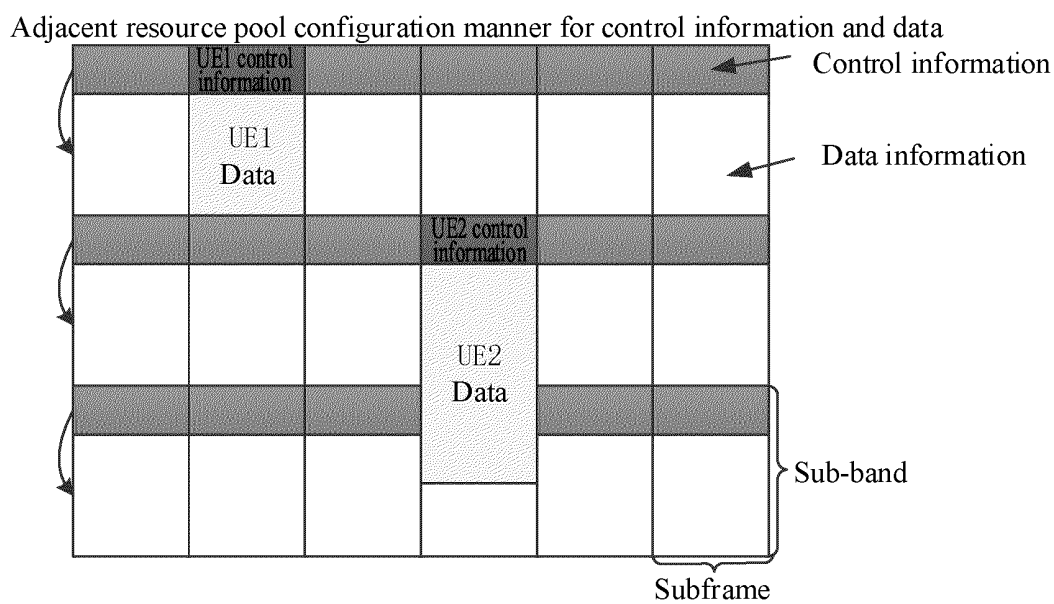 Adjacent resource pool configuration manner for control information and data
UE1 control
information
Control information
UE1
Data
Data information
UE2 control
information
UE2
Data
Sub-band
Subframe